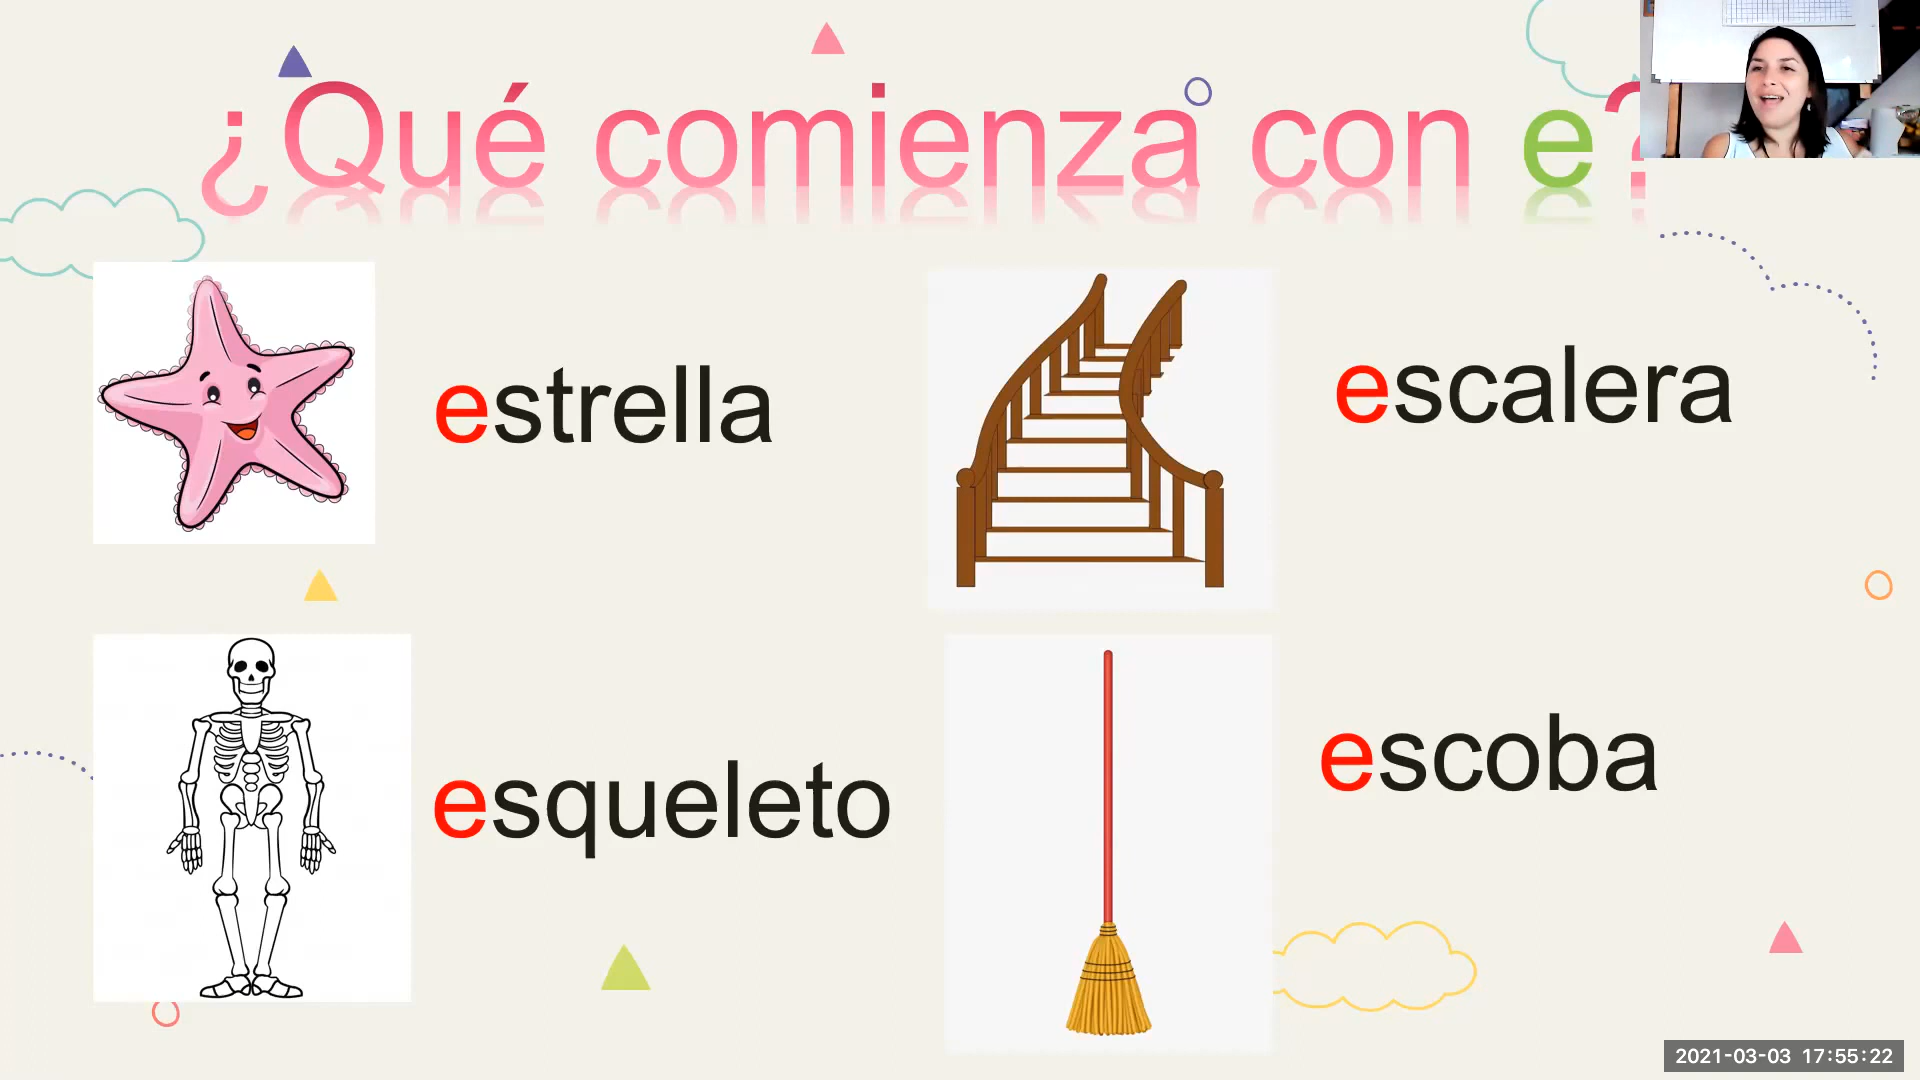 ¿Qué comienza con e?
estrella
escalera
esqueleto
escoba
2021-03-03 17:55:22